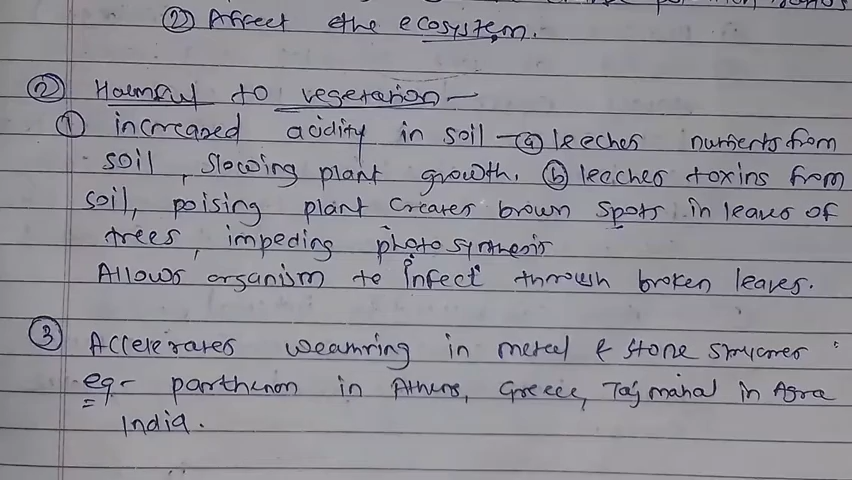 ② Affect the ecosystem.
② Harmful to vegetation —
① increased acidity in soil — ⓐ leeches nutrients from
soil, slowing plant growth. ⓑ leaches toxins from
soil, poising plant creates brown spots in leaves of
trees, impeding photosynthesis
Allows organism to infect through broken leaves.
③ Accelerates weathring in metal & stone structures
eg - parthenon in Athens, Greece, Taj mahal in Agra
India.